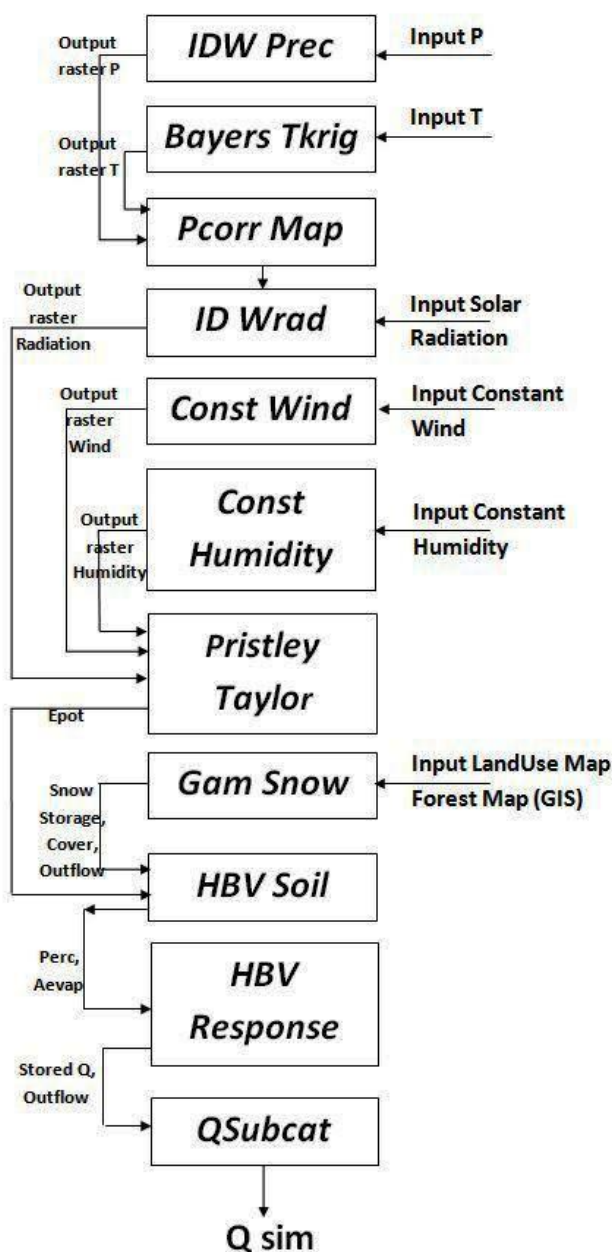 IDW Prec
Input P
Output
raster P
Bayers Tkrig
Input T
Output
raster T
Pcorr Map
Output
raster
Radiation
ID Wrad
Input Solar
Radiation
Output
raster
Wind
Const Wind
Input Constant
Wind
Output
raster
Humidity
Const
Humidity
Input Constant
Humidity
Pristley
Taylor
Epot
Gam Snow
Input LandUse Map
Forest Map (GIS)
Snow
Storage,
Cover,
Outflow
HBV Soil
Perc,
Aevap
HBV
Response
Stored Q,
Outflow
QSubcat
Q sim